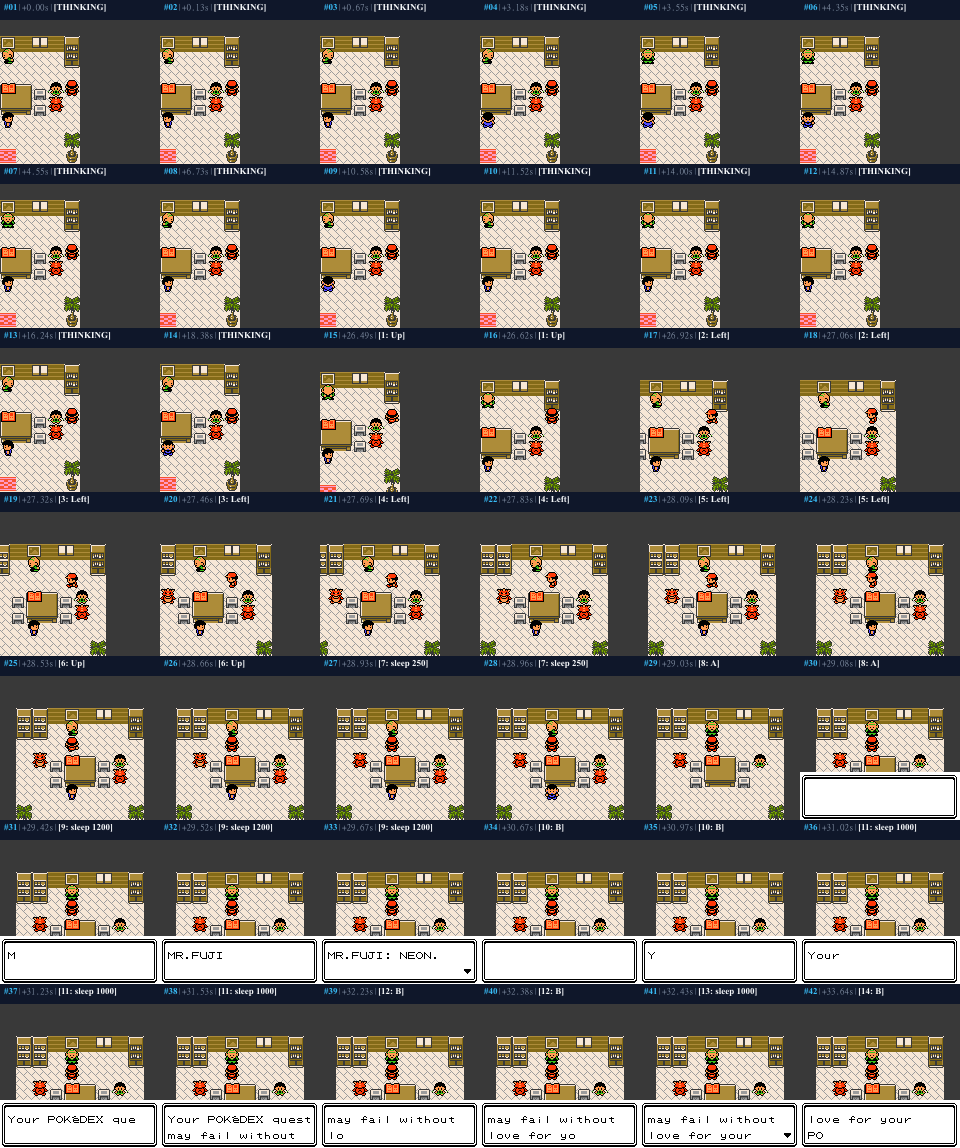 #01 | +0.00s | [THINKING]
#02 | +0.13s | [THINKING]
#03 | +0.67s | [THINKING]
#04 | +3.18s | [THINKING]
#05 | +3.55s | [THINKING]
#06 | +4.35s | [THINKING]
#07 | +4.55s | [THINKING]
#08 | +6.73s | [THINKING]
#09 | +10.58s | [THINKING]
#10 | +11.52s | [THINKING]
#11 | +14.00s | [THINKING]
#12 | +14.87s | [THINKING]
#13 | +16.24s | [THINKING]
#14 | +18.38s | [THINKING]
#15 | +26.49s | [1: Up]
#16 | +26.62s | [1: Up]
#17 | +26.92s | [2: Left]
#18 | +27.06s | [2: Left]
#19 | +27.32s | [3: Left]
#20 | +27.46s | [3: Left]
#21 | +27.69s | [4: Left]
#22 | +27.83s | [4: Left]
#23 | +28.09s | [5: Left]
#24 | +28.23s | [5: Left]
#25 | +28.53s | [6: Up]
#26 | +28.66s | [6: Up]
#27 | +28.93s | [7: sleep 250]
#28 | +28.96s | [7: sleep 250]
#29 | +29.03s | [8: A]
#30 | +29.08s | [8: A]
#31 | +29.42s | [9: sleep 1200]
#32 | +29.52s | [9: sleep 1200]
#33 | +29.67s | [9: sleep 1200]
#34 | +30.67s | [10: B]
#35 | +30.97s | [10: B]
#36 | +31.02s | [11: sleep 1000]
M
MR.FUJI
MR.FUJI: NEON.
Y
Your
#37 | +31.23s | [11: sleep 1000]
#38 | +31.53s | [11: sleep 1000]
#39 | +32.23s | [12: B]
#40 | +32.38s | [12: B]
#41 | +32.43s | [13: sleep 1000]
#42 | +33.64s | [14: B]
Your POKéDEX que
Your POKéDEX quest
may fail without
may fail without
lo
may fail without
love for yo
may fail without
love for your
love for your
PO